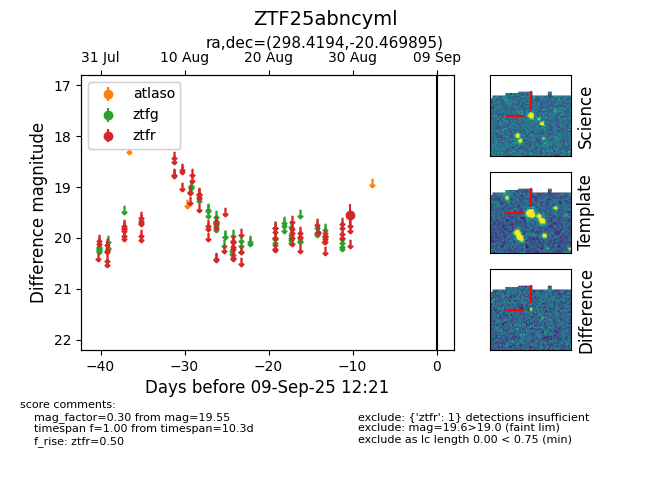 ZTF25abncyml
ra,dec=(298.4194,-20.469895)
31 Jul
10 Aug
20 Aug
30 Aug
09 Sep
17
18
19
20
21
22
Difference magnitude
atlaso
ztfg
ztfr
−40
−30
−20
−10
0
Days before 09-Sep-25 12:21
Science
Template
Difference
score comments:
mag_factor=0.30 from mag=19.55
timespan f=1.00 from timespan=10.3d
f_rise: ztfr=0.50
exclude: {'ztfr': 1} detections insufficient
exclude: mag=19.6>19.0 (faint lim)
exclude as lc length 0.00 < 0.75 (min)